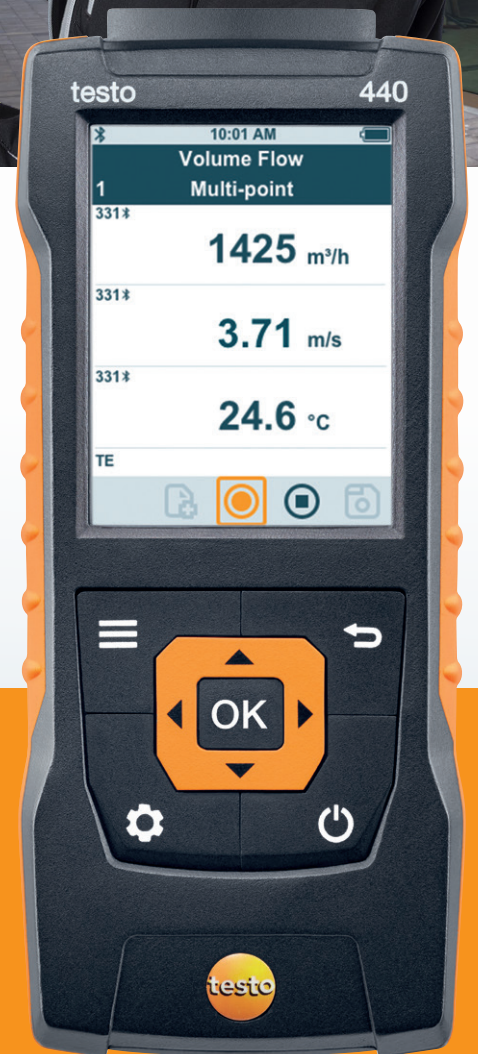 testo 440
10:01 AM
Volume Flow
1 Multi-point
331
1425 m³/h
331
3.71 m/s
331
24.6 °C
TE
OK
testo